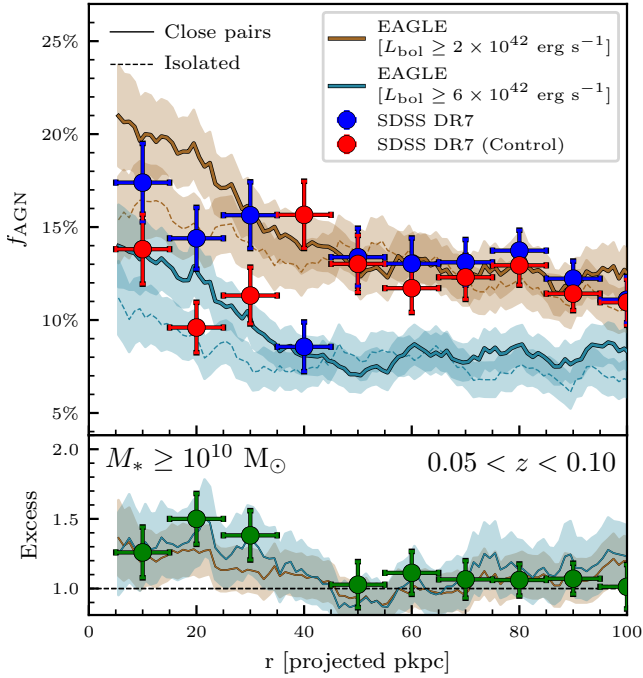 Close pairs
Isolated
EAGLE
[L_bol ≥ 2 × 10^42 erg s^−1]
EAGLE
[L_bol ≥ 6 × 10^42 erg s^−1]
SDSS DR7
SDSS DR7 (Control)
25%
20%
15%
10%
5%
f_AGN
M_* ≥ 10^10 M_⊙
0.05 < z < 0.10
2.0
1.5
1.0
Excess
0 20 40 60 80 100
r [projected pkpc]